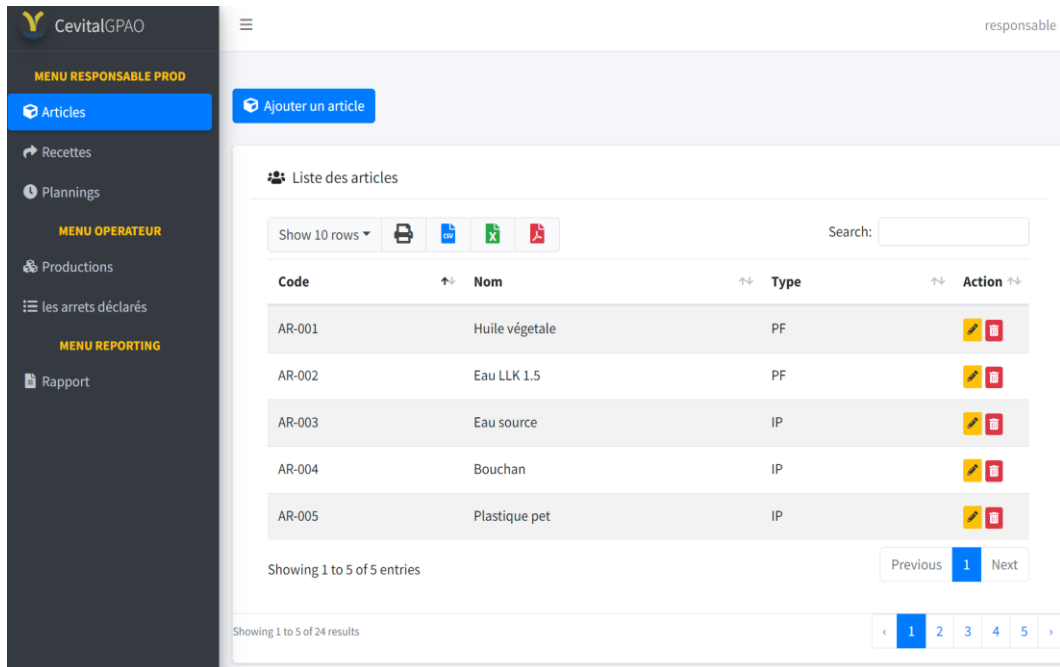 CevitalGPAO
responsable
MENU RESPONSABLE PROD
Articles
Recettes
Plannings
MENU OPERATEUR
Productions
les arrets déclarés
MENU REPORTING
Rapport
Ajouter un article
Liste des articles
Show 10 rows
CSV
Search:
Code Nom Type Action
AR-001 Huile végetale PF
AR-002 Eau LLK 1.5 PF
AR-003 Eau source IP
AR-004 Bouchan IP
AR-005 Plastique pet IP
Showing 1 to 5 of 5 entries
Previous 1 Next
Showing 1 to 5 of 24 results
‹ 1 2 3 4 5 ›